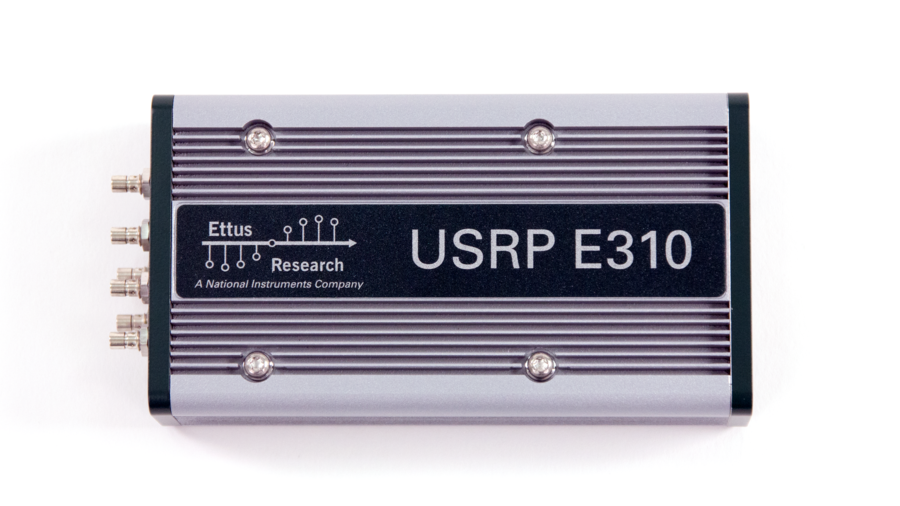 Ettus
Research
A National Instruments Company
USRP E310